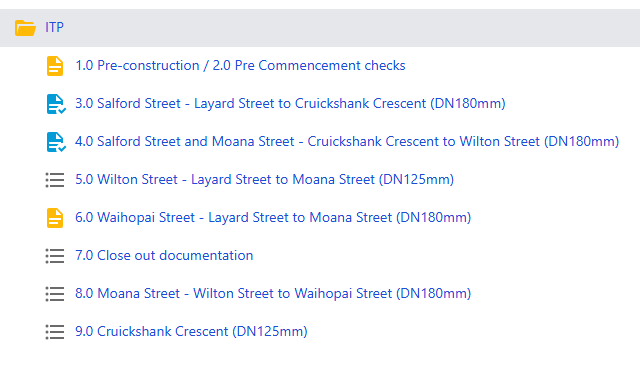 ITP
1.0 Pre-construction / 2.0 Pre Commencement checks
3.0 Salford Street - Layard Street to Cruickshank Crescent (DN180mm)
4.0 Salford Street and Moana Street - Cruickshank Crescent to Wilton Street (DN180mm)
5.0 Wilton Street - Layard Street to Moana Street (DN125mm)
6.0 Waihopai Street - Layard Street to Moana Street (DN180mm)
7.0 Close out documentation
8.0 Moana Street - Wilton Street to Waihopai Street (DN180mm)
9.0 Cruickshank Crescent (DN125mm)